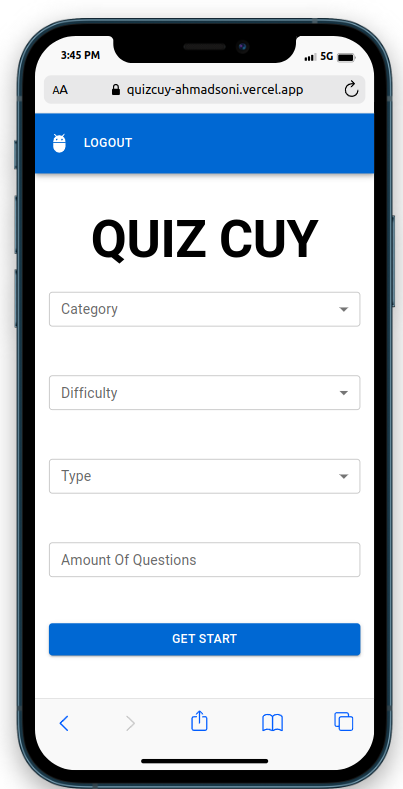 3:45 PM 5G
AA quizcuy-ahmadsoni.vercel.app
LOGOUT
QUIZ CUY
Category
Difficulty
Type
Amount Of Questions
GET START